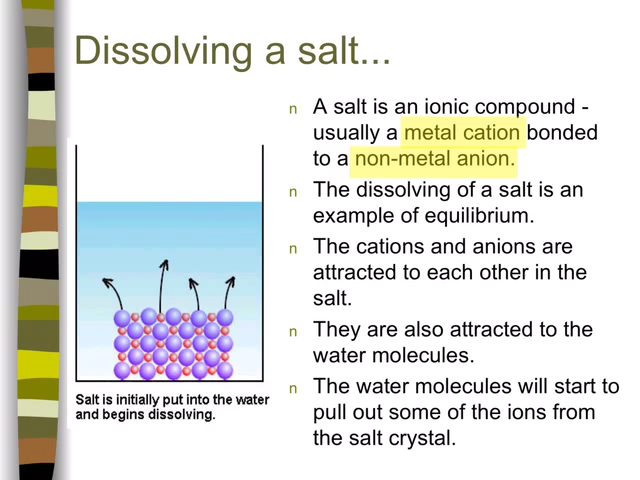 Dissolving a salt...
n A salt is an ionic compound -
usually a metal cation bonded
to a non-metal anion.
n The dissolving of a salt is an
example of equilibrium.
n The cations and anions are
attracted to each other in the
salt.
n They are also attracted to the
water molecules.
n The water molecules will start to
pull out some of the ions from
the salt crystal.
Salt is initially put into the water
and begins dissolving.